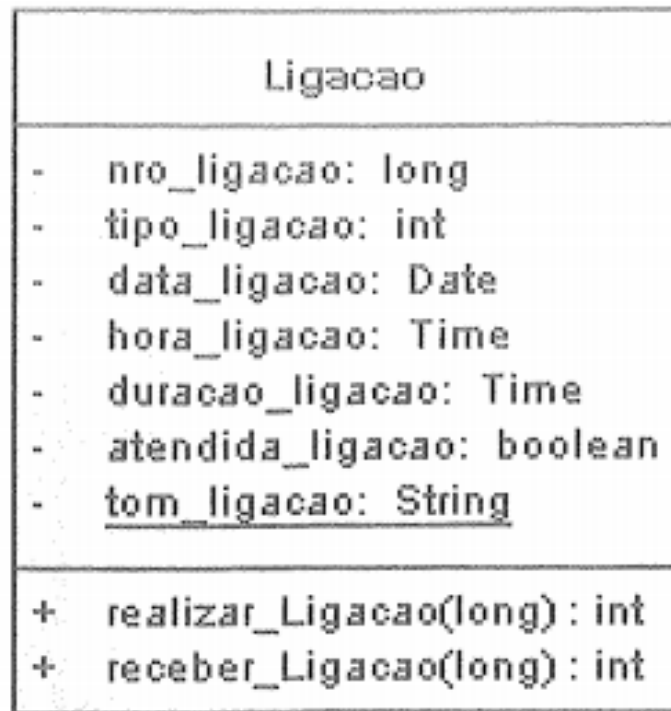 Ligacao
- nro_ligacao: long
- tipo_ligacao: int
- data_ligacao: Date
- hora_ligacao: Time
- duracao_ligacao: Time
- atendida_ligacao: boolean
- tom_ligacao: String
+ realizar_Ligacao(long) : int
+ receber_Ligacao(long) : int